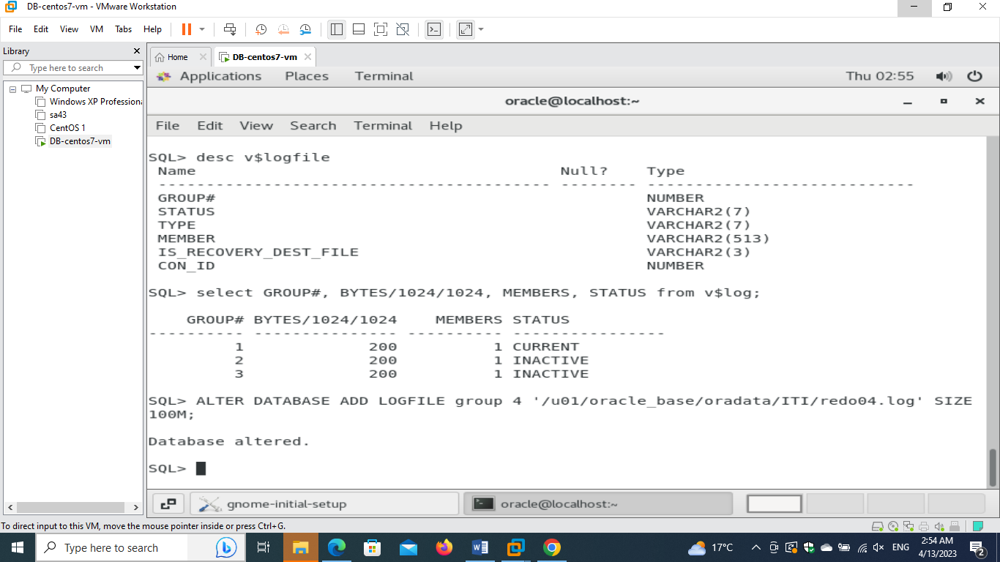 DB-centos7-vm - VMware Workstation
File Edit View VM Tabs Help
Library
Type here to search
My Computer
Windows XP Professiona
sa43
CentOS 1
DB-centos7-vm
Home DB-centos7-vm
Applications Places Terminal Thu 02:55
oracle@localhost:~
File Edit View Search Terminal Help
SQL> desc v$logfile
Name Null? Type
----------------------------------------- -------- ----------------------------
GROUP# NUMBER
STATUS VARCHAR2(7)
TYPE VARCHAR2(7)
MEMBER VARCHAR2(513)
IS_RECOVERY_DEST_FILE VARCHAR2(3)
CON_ID NUMBER
SQL> select GROUP#, BYTES/1024/1024, MEMBERS, STATUS from v$log;
GROUP# BYTES/1024/1024 MEMBERS STATUS
---------- --------------- ---------- ----------------
1 200 1 CURRENT
2 200 1 INACTIVE
3 200 1 INACTIVE
SQL> ALTER DATABASE ADD LOGFILE group 4 '/u01/oracle_base/oradata/ITI/redo04.log' SIZE
100M;
Database altered.
SQL>
gnome-initial-setup oracle@localhost:~
To direct input to this VM, move the mouse pointer inside or press Ctrl+G.
Type here to search
17°C
ENG
2:54 AM
4/13/2023
2